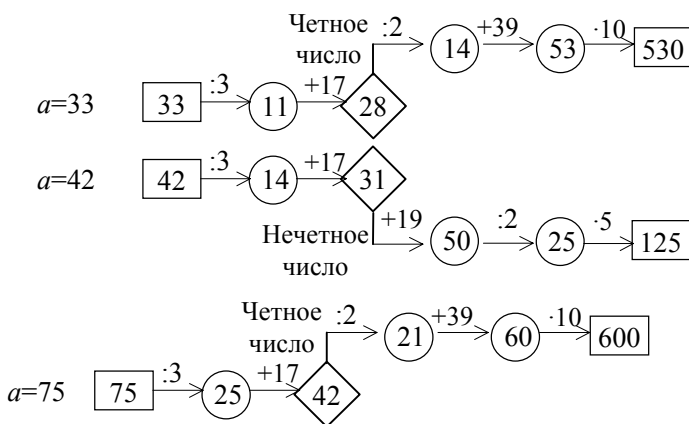 Четное :2 14 +39 53 ·10 530
число
a=33 33 :3 11 +17 28
a=42 42 :3 14 +17 31
Нечетное +19 50 :2 25 ·5 125
число
Четное :2 21 +39 60 ·10 600
число
a=75 75 :3 25 +17 42